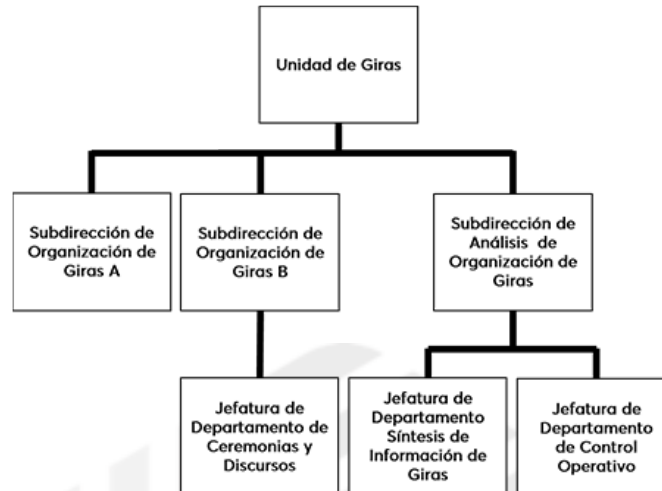 Unidad de Giras
Subdirección de
Organización de
Giras A
Subdirección de
Organización de
Giras B
Subdirección de
Análisis de
Organización de
Giras
Jefatura de
Departamento de
Ceremonias y
Discursos
Jefatura de
Departamento
Síntesis de
Información de
Giras
Jefatura de
Departamento
de Control
Operativo